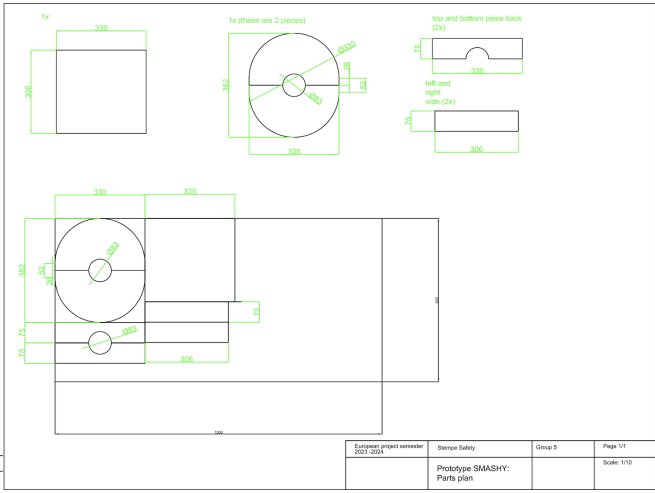 1x
330
306
1x (these are 2 pieces)
Ø330
26
52
382
Ø81
330
top and bottom piece back
(2x)
75
330
left and
right
side (2x)
75
306
330
330
Ø83
382
52
26
75
Ø83
75
75
306
600
1200
European project semester
2023 -2024
Stempe Safety
Group 5
Page 1/1
Prototype SMASHY:
Parts plan
Scale: 1/10